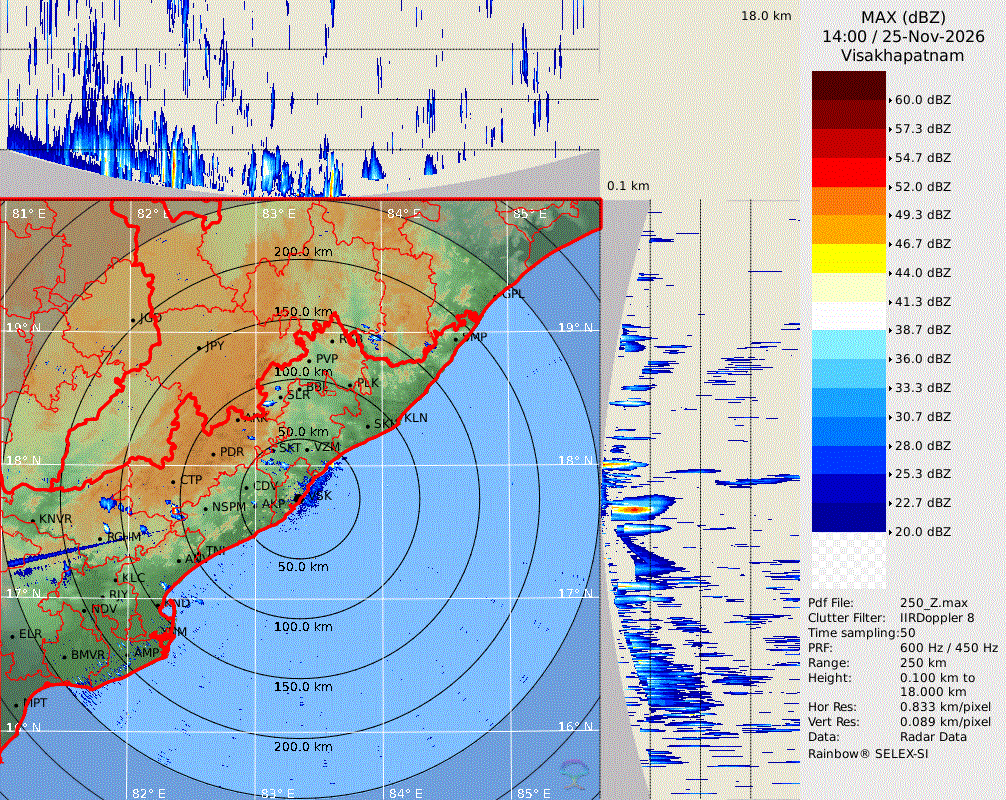 18.0 km
MAX (dBZ)
14:00 / 25-Nov-2026
Visakhapatnam
60.0 dBZ
57.3 dBZ
54.7 dBZ
52.0 dBZ
49.3 dBZ
46.7 dBZ
44.0 dBZ
41.3 dBZ
38.7 dBZ
36.0 dBZ
33.3 dBZ
30.7 dBZ
28.0 dBZ
25.3 dBZ
22.7 dBZ
20.0 dBZ
0.1 km
81° E 82° E 83° E 84° E 85° E
200.0 km
GPL
150.0 km
JGD
19° N 19° N
JPY
PVP
100.0 km
PLK
SLR
KLN
50.0 km
SKT VZM
PDR
18° N 18° N
CTP
CDV
NSPM AKP
KNVR
50.0 km
KLC
RJY
17° N 17° N
NDV
100.0 km
ELR
BMVR AMP
150.0 km
16° N
200.0 km
82° E 83° E 84° E 85° E
Pdf File: 250_Z.max
Clutter Filter: IIRDoppler 8
Time sampling:50
PRF: 600 Hz / 450 Hz
Range: 250 km
Height: 0.100 km to
18.000 km
Hor Res: 0.833 km/pixel
Vert Res: 0.089 km/pixel
Data: Radar Data
Rainbow® SELEX-SI